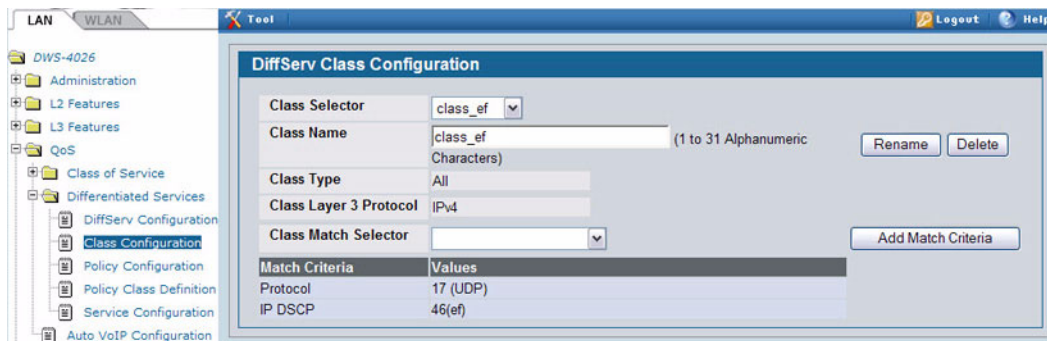 LAN WLAN Tool Logout Help
DWS-4026
Administration
L2 Features
L3 Features
QoS
Class of Service
Differentiated Services
DiffServ Configuration
Class Configuration
Policy Configuration
Policy Class Definition
Service Configuration
Auto VoIP Configuration
DiffServ Class Configuration
Class Selector class_ef
Class Name class_ef (1 to 31 Alphanumeric
Characters)
Rename Delete
Class Type All
Class Layer 3 Protocol IPv4
Class Match Selector Add Match Criteria
Match Criteria Values
Protocol 17 (UDP)
IP DSCP 46(ef)